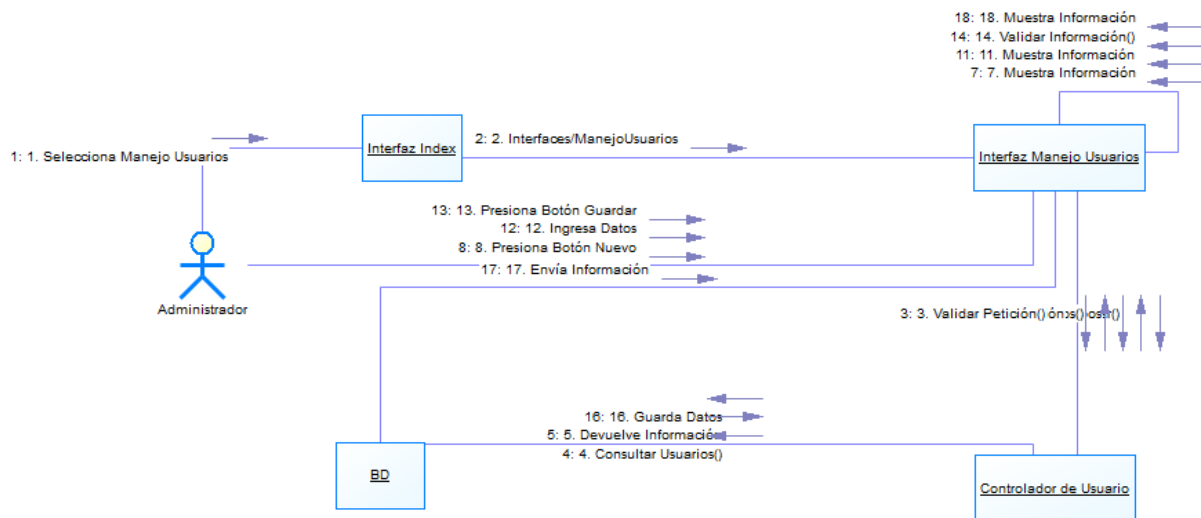 18: 18. Muestra Información
14: 14. Validar Información()
11: 11. Muestra Información
7: 7. Muestra Información
Interfaz Index
2: 2. Interfaces/ManejoUsuarios
1: 1. Selecciona Manejo Usuarios
Interfaz Manejo Usuarios
13: 13. Presiona Botón Guardar
12: 12. Ingresa Datos
8: 8. Presiona Botón Nuevo
17: 17. Envía Información
Administrador
3: 3. Validar Petición()
16: 16. Guarda Datos
5: 5. Devuelve Información
4: 4. Consultar Usuarios()
BD
Controlador de Usuario